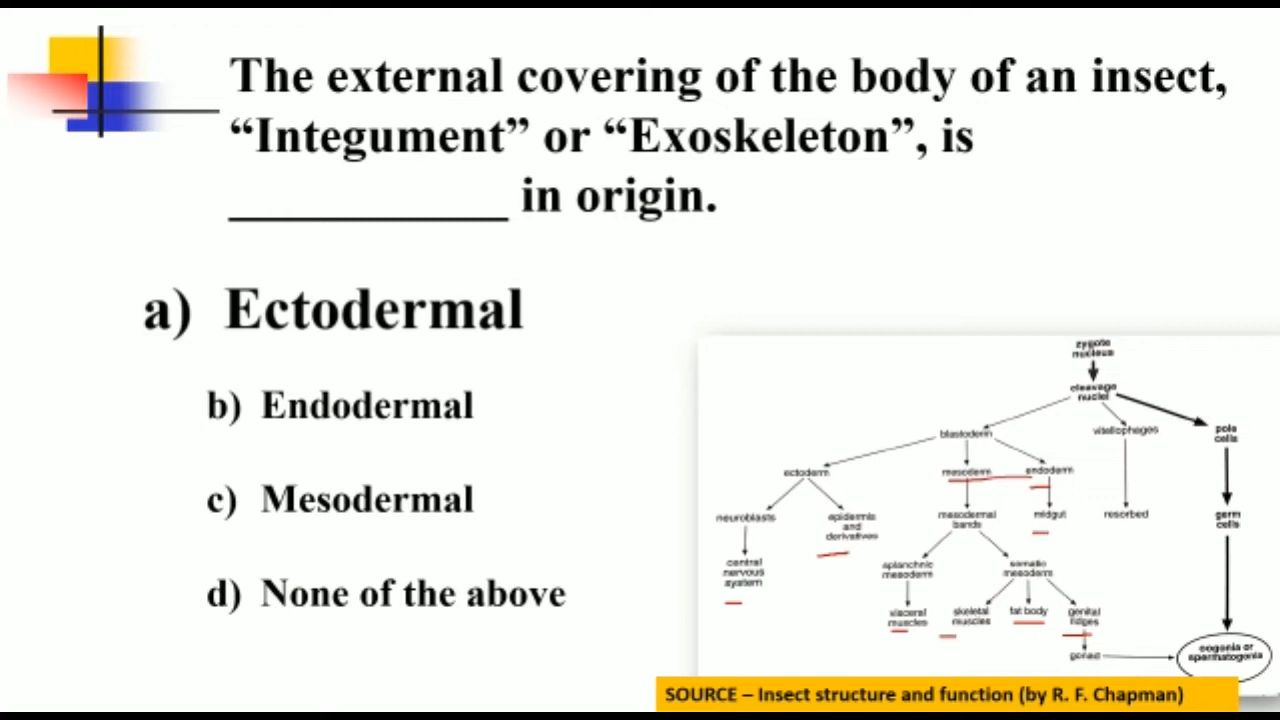 The external covering of the body of an insect,
“Integument” or “Exoskeleton”, is
___________ in origin.
a) Ectodermal
b) Endodermal
c) Mesodermal
d) None of the above
zygote
nucleus
cleavage
nuclei
blastoderm
vitellophages
pole
cells
ectoderm
mesoderm
endoderm
neuroblasts
epidermis
and
derivatives
mesodermal
bands
midgut
resorbed
germ
cells
central
nervous
system
splanchnic
mesoderm
somatic
mesoderm
visceral
muscles
skeletal
muscles
fat body
genital
ridges
gonad
oogonia or
spermatogonia
SOURCE – Insect structure and function (by R. F. Chapman)